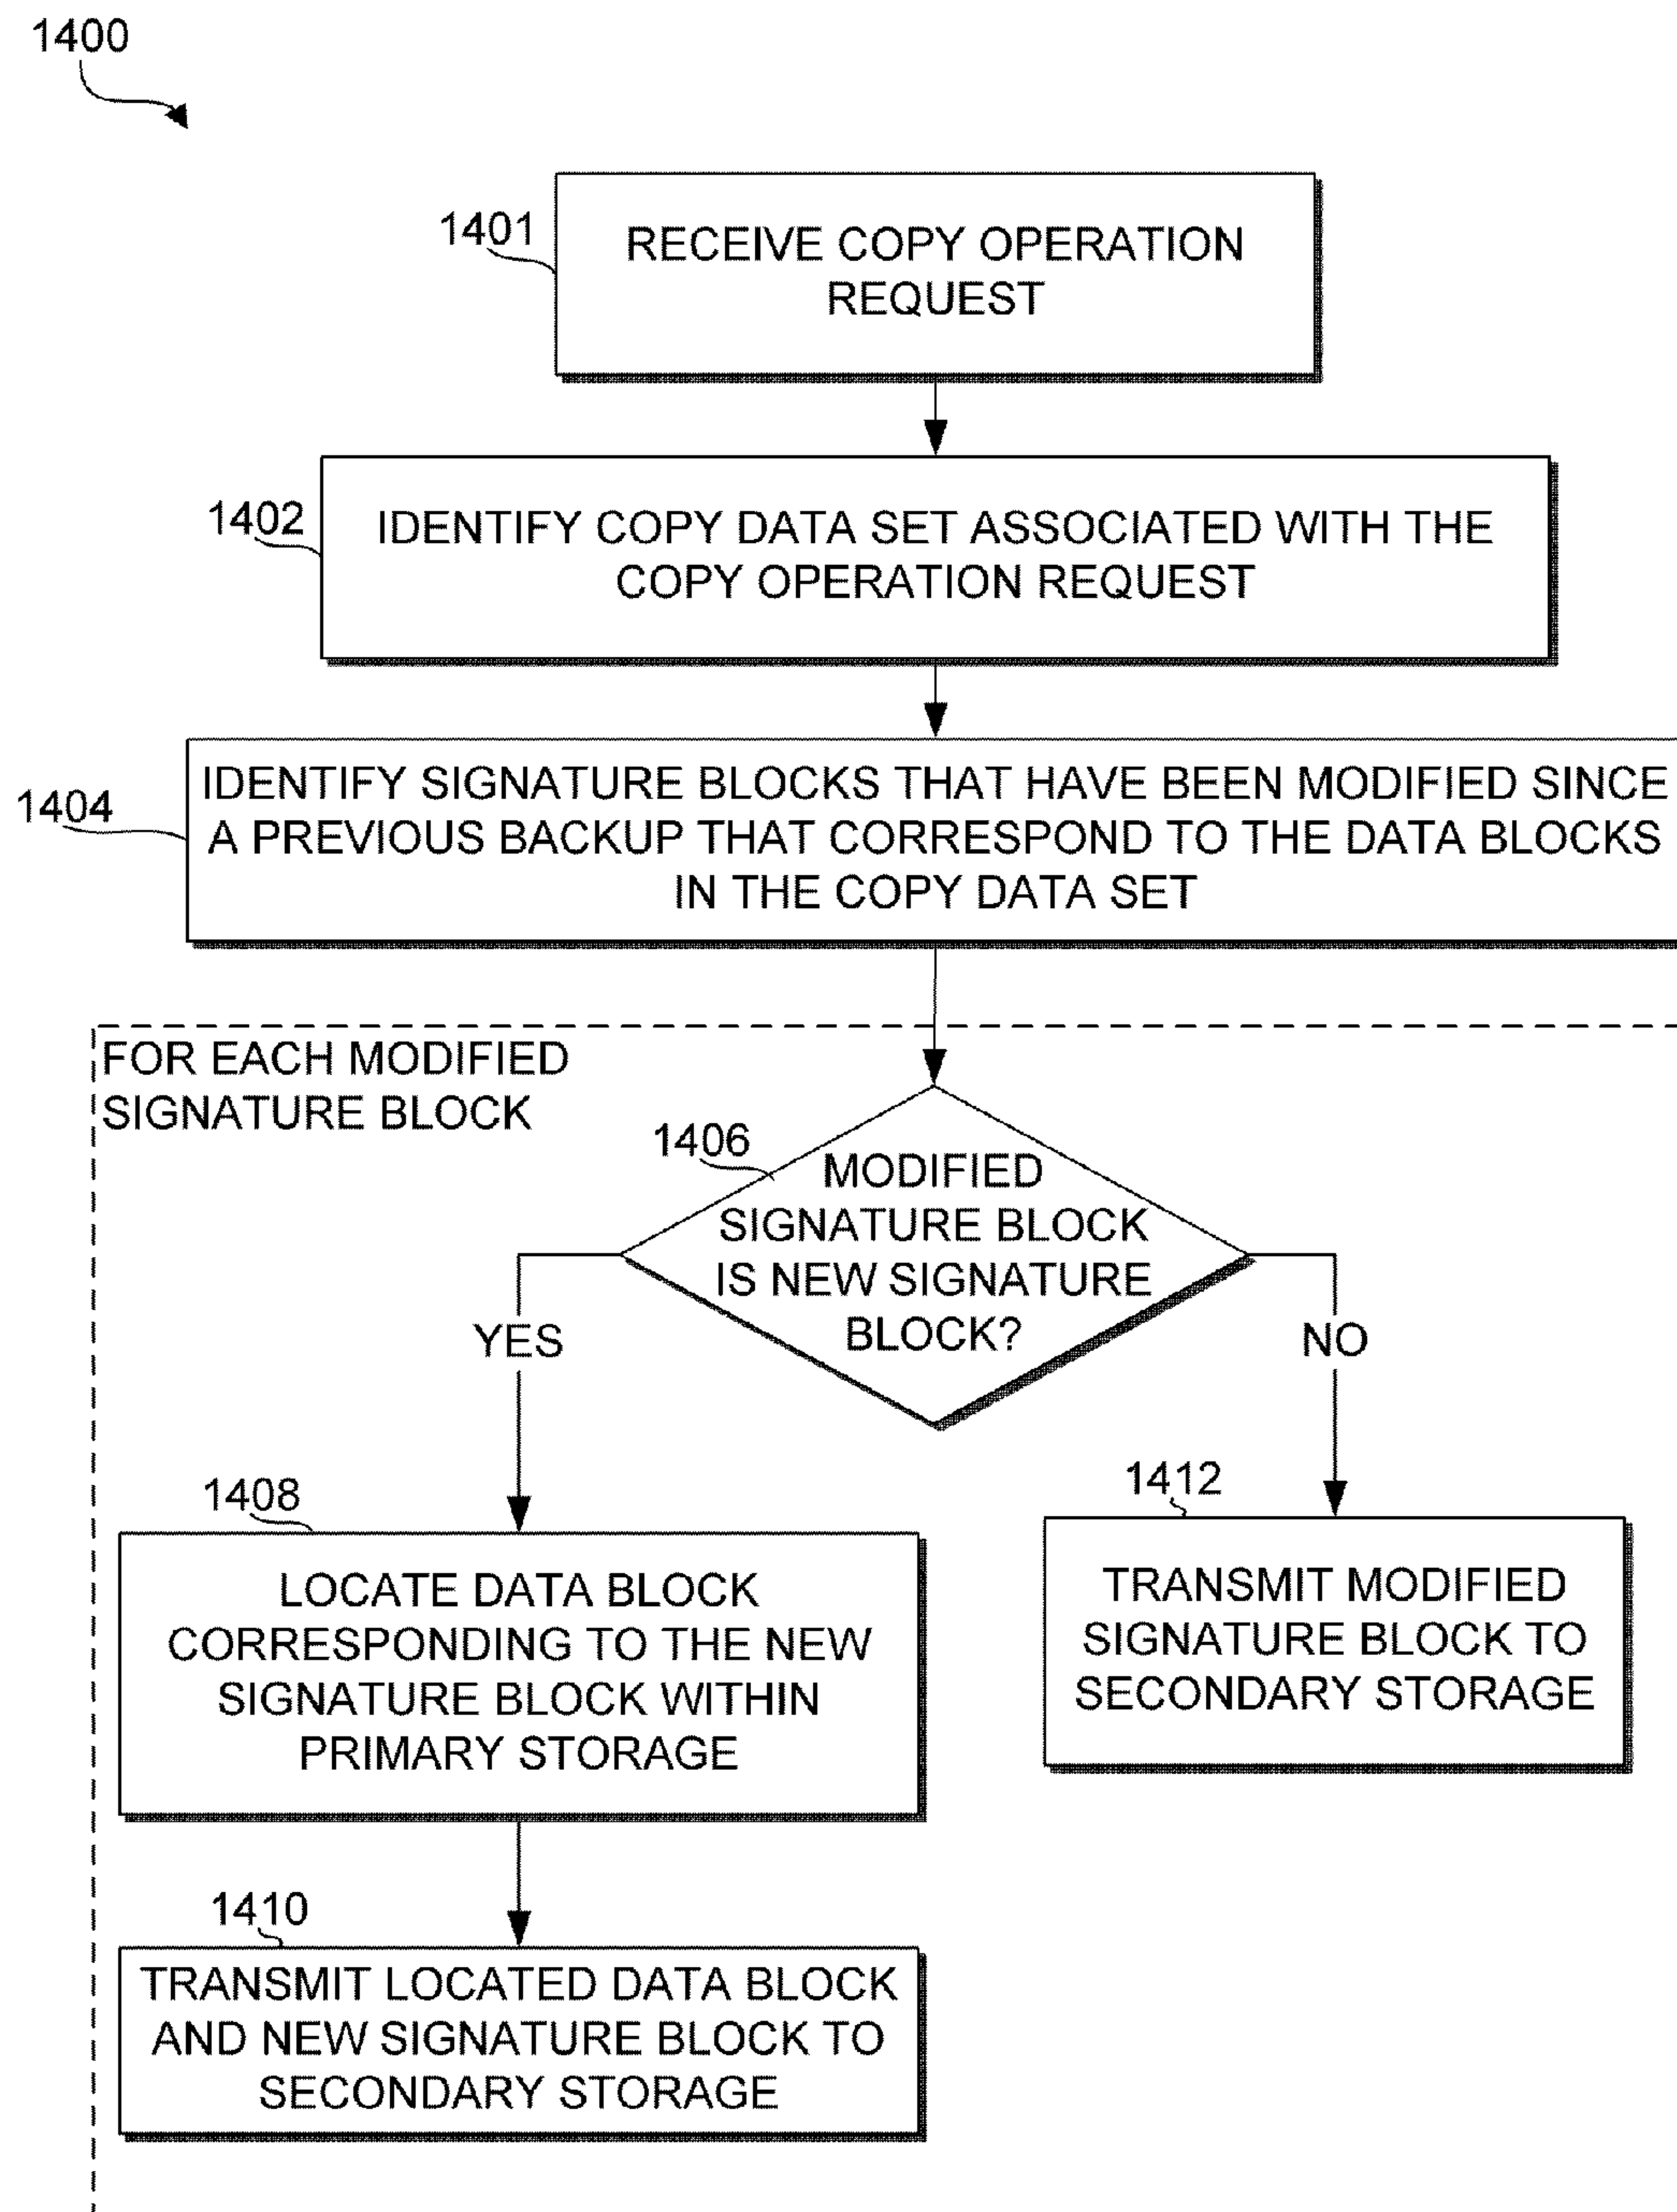 1400
1401
RECEIVE COPY OPERATION
REQUEST
1402
IDENTIFY COPY DATA SET ASSOCIATED WITH THE
COPY OPERATION REQUEST
1404
IDENTIFY SIGNATURE BLOCKS THAT HAVE BEEN MODIFIED SINCE
A PREVIOUS BACKUP THAT CORRESPOND TO THE DATA BLOCKS
IN THE COPY DATA SET
FOR EACH MODIFIED
SIGNATURE BLOCK
1406
MODIFIED
SIGNATURE BLOCK
IS NEW SIGNATURE
BLOCK?
YES
NO
1408
LOCATE DATA BLOCK
CORRESPONDING TO THE NEW
SIGNATURE BLOCK WITHIN
PRIMARY STORAGE
1412
TRANSMIT MODIFIED
SIGNATURE BLOCK TO
SECONDARY STORAGE
1410
TRANSMIT LOCATED DATA BLOCK
AND NEW SIGNATURE BLOCK TO
SECONDARY STORAGE